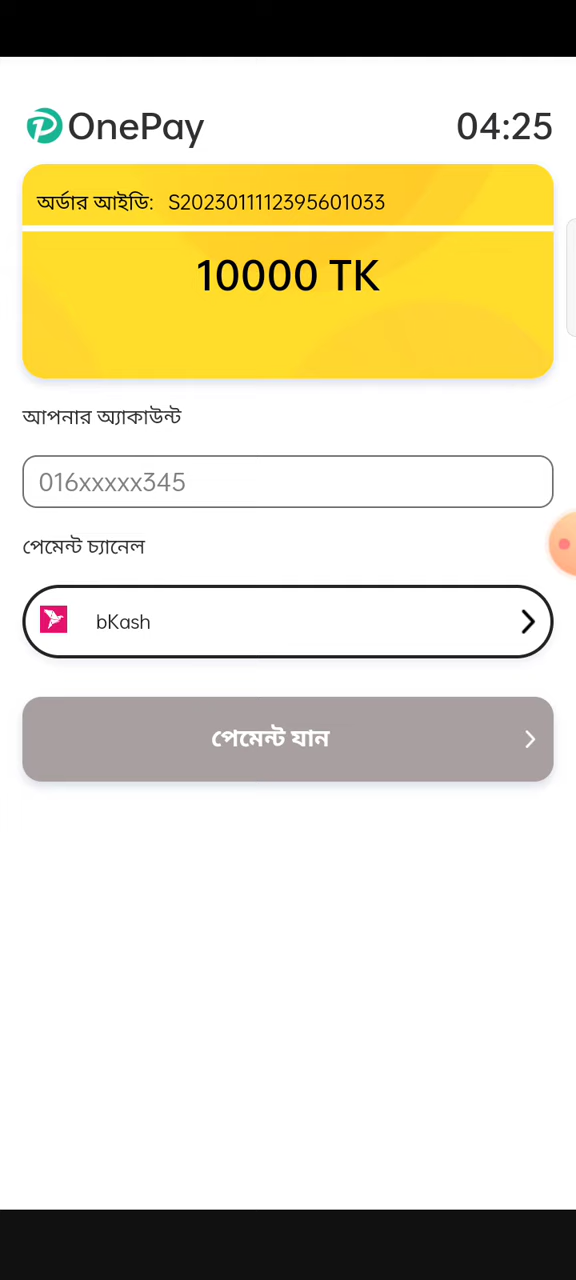 OnePay
04:25
অর্ডার আইডি: S2023011112395601033
10000 TK
আপনার অ্যাকাউন্ট
016xxxxx345
পেমেন্ট চ্যানেল
bKash
পেমেন্ট যান